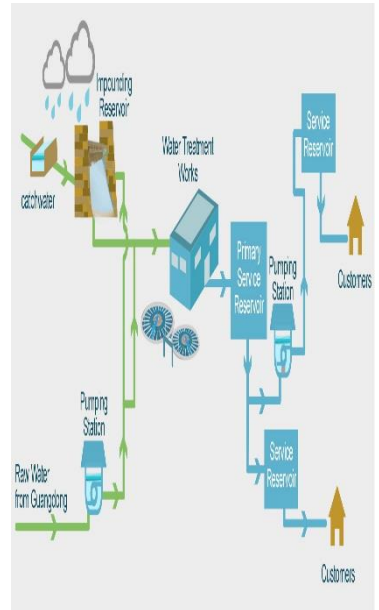 Impounding
Reservoir
catchwater
Water Treatment
Works
Service
Reservoir
Customers
Primary
Service
Reservoir
Pumping
Station
Pumping
Station
Raw Water
from Guangdong
Service
Reservoir
Customers